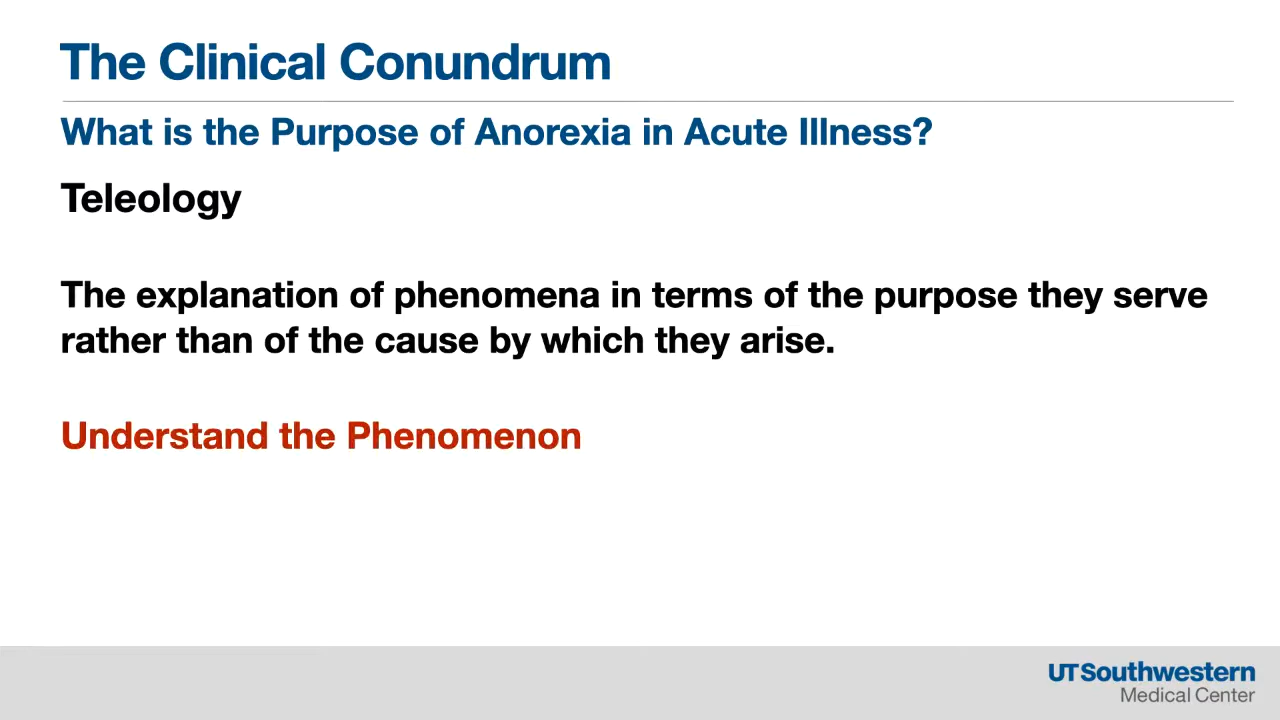 The Clinical Conundrum
What is the Purpose of Anorexia in Acute Illness?
Teleology
The explanation of phenomena in terms of the purpose they serve
rather than of the cause by which they arise.
Understand the Phenomenon
UTSouthwestern
Medical Center